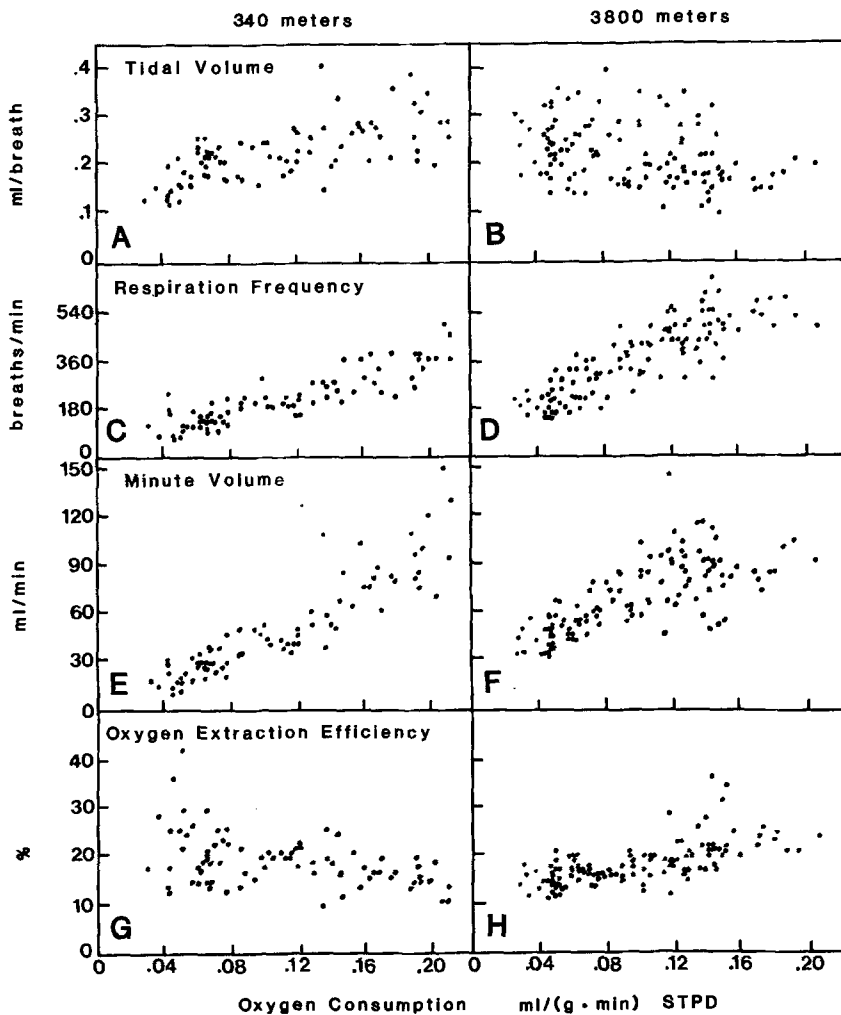 340 meters
3800 meters
Tidal Volume
ml/breath
.4
.3
.2
.1
0
A
B
Respiration Frequency
breaths/min
540
360
180
0
C
D
Minute Volume
ml/min
150
120
90
60
30
0
E
F
Oxygen Extraction Efficiency
%
40
30
20
10
0
G
H
0 .04 .08 .12 .16 .20
0 .04 .08 .12 .16 .20
Oxygen Consumption ml/(g·min) STPD